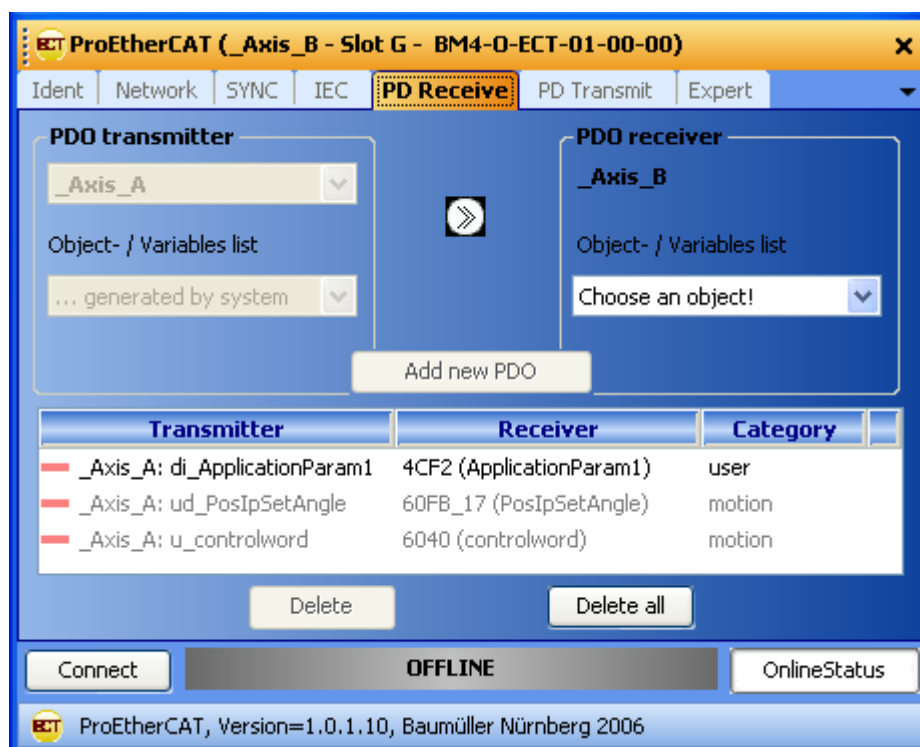 ECT ProEtherCAT (_Axis_B - Slot G - BM4-O-ECT-01-00-00)
Ident Network SYNC IEC PD Receive PD Transmit Expert
PDO transmitter PDO receiver
_Axis_A _Axis_B
Object- / Variables list Object- / Variables list
... generated by system Choose an object!
Add new PDO
Transmitter Receiver Category
_Axis_A: di_ApplicationParam1 4CF2 (ApplicationParam1) user
_Axis_A: ud_PosIpSetAngle 60FB_17 (PosIpSetAngle) motion
_Axis_A: u_controlword 6040 (controlword) motion
Delete Delete all
Connect OFFLINE OnlineStatus
ECT ProEtherCAT, Version=1.0.1.10, Baumüller Nürnberg 2006